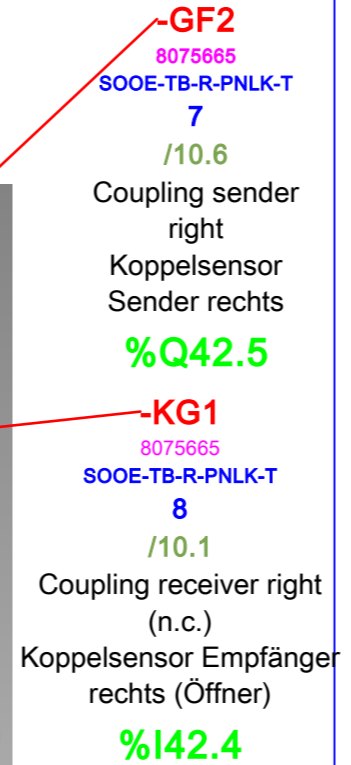 -GF2
8075665
SOOE-TB-R-PNLK-T
7
/10.6
Coupling sender
right
Koppelsensor
Sender rechts
%Q42.5
-KG1
8075665
SOOE-TB-R-PNLK-T
8
/10.1
Coupling receiver right
(n.c.)
Koppelsensor Empfänger
rechts (Öffner)
%I42.4